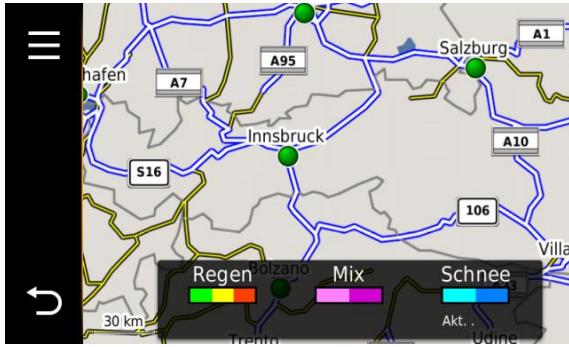 A1
Salzburg
A95
hafen
A7
Innsbruck
A10
S16
106
Villa
Regen
Mix
Schnee
Bolzano
3
30 km
Akt. .
Trento
Udine